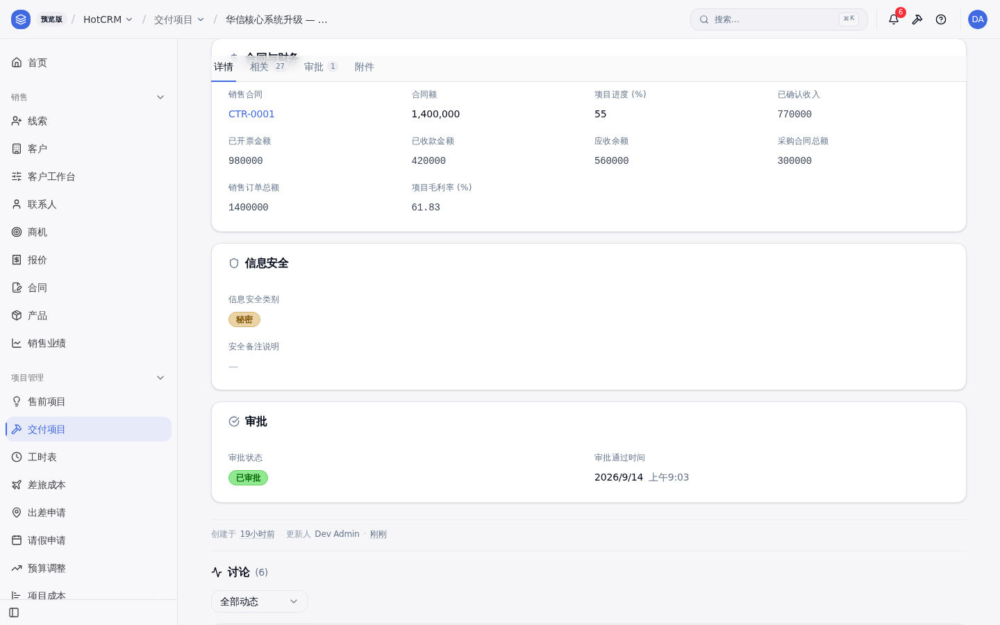 预览版 / HotCRM / 交付项目 / 华信核心系统升级 — ...
搜索...
⌘K
6
DA
首页
销售
线索
客户
客户工作台
联系人
商机
报价
合同
产品
销售业绩
项目管理
售前项目
交付项目
工时表
差旅成本
出差申请
请假申请
预算调整
项目成本
合同与财务
详情 相关 27 审批 1 附件
销售合同 合同额 项目进度 (%) 已确认收入
CTR-0001 1,400,000 55 770000
已开票金额 已收款金额 应收余额 采购合同总额
980000 420000 560000 300000
销售订单总额 项目毛利率 (%)
1400000 61.83
信息安全
信息安全类别
秘密
安全备注说明
—
审批
审批状态 审批通过时间
已审批 2026/9/14 上午9:03
创建于 19小时前 更新人 Dev Admin · 刚刚
讨论 (6)
全部动态